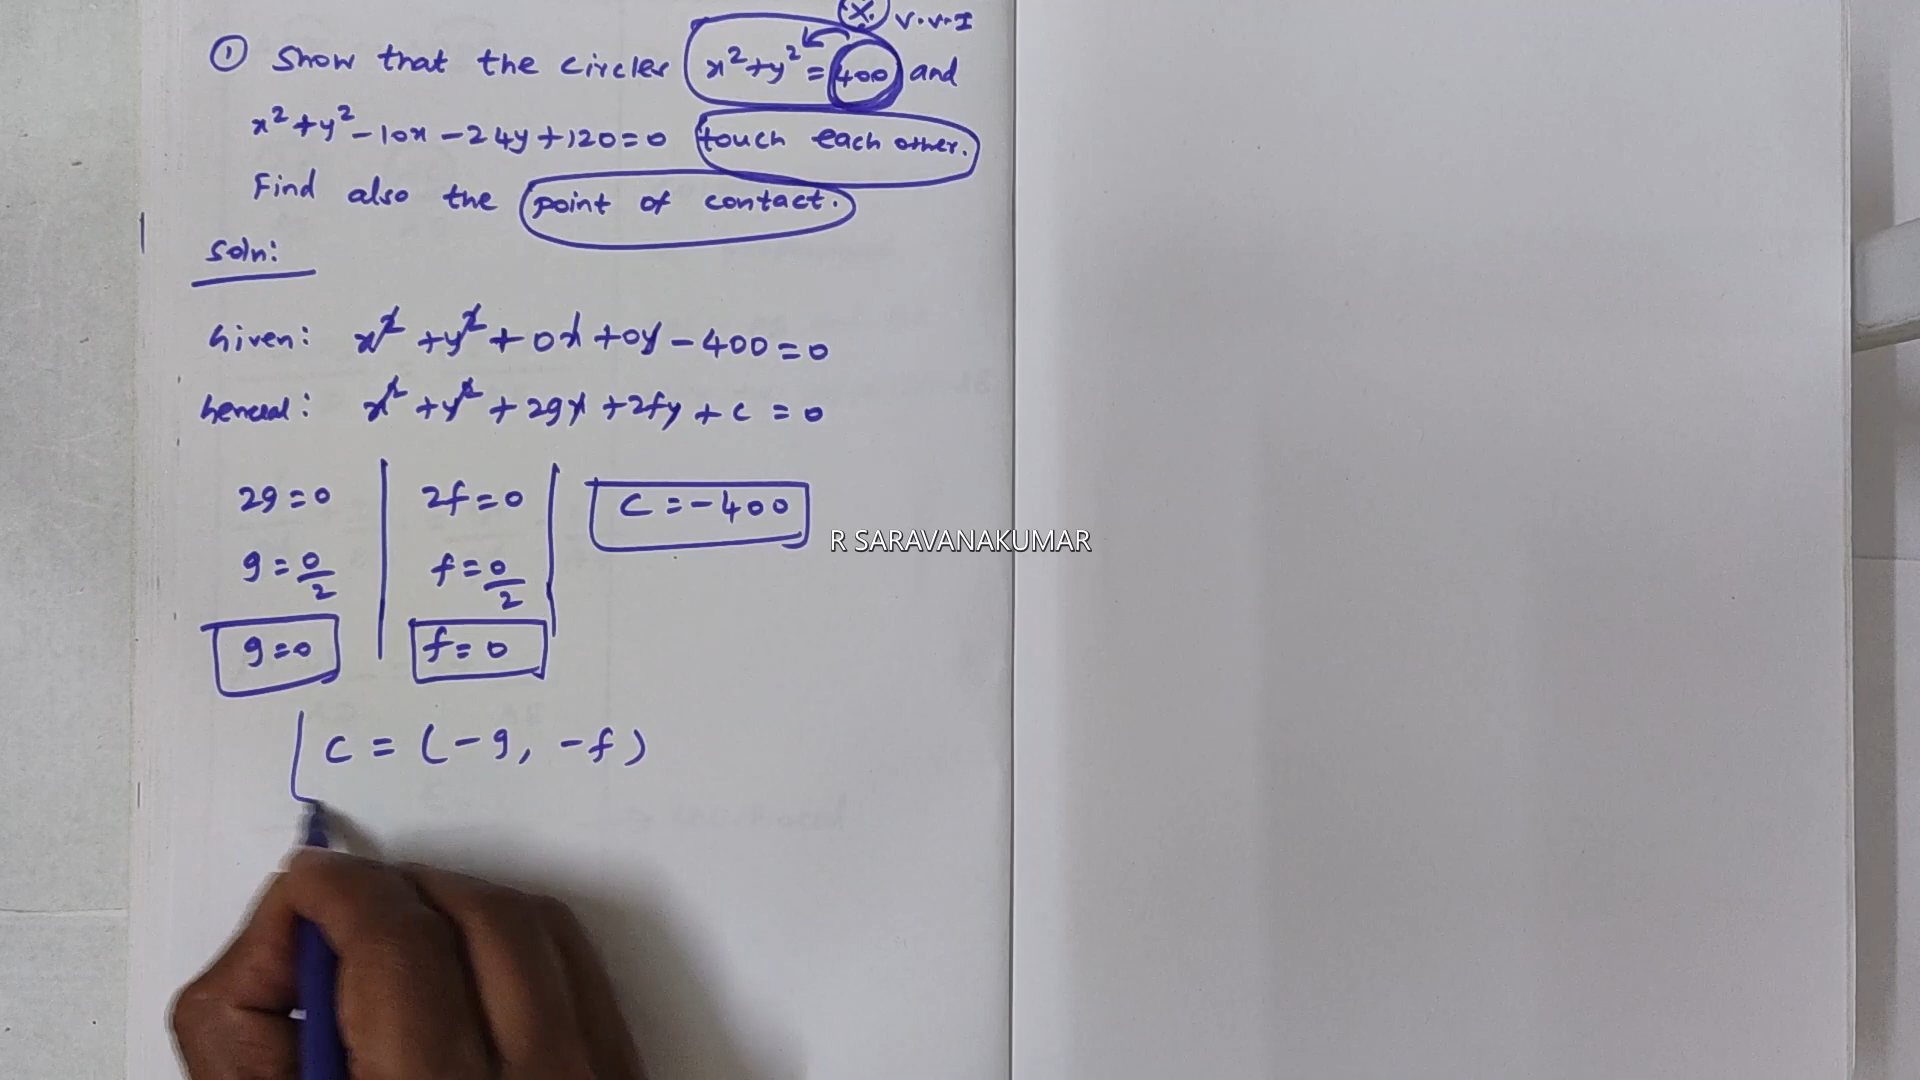 (X) V.V.I
① Show that the circles x²+y²=400 and
x²+y²-10x-24y+120=0 touch each other.
Find also the point of contact.
Soln:
Given: x²+y²+0x+0y-400=0
General: x²+y²+2gx+2fy+c=0
2g=0 2f=0 C=-400
g=0/2 f=0/2
g=0 f=0
C=(-g, -f)
R SARAVANAKUMAR